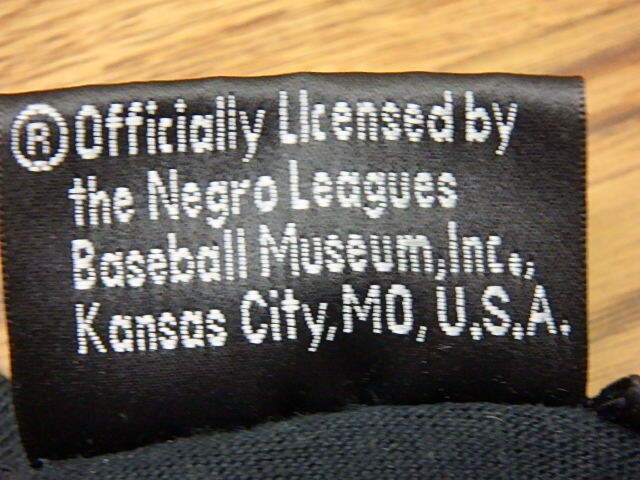 ® Officially Licensed by
the Negro Leagues
Baseball Museum, Inc.,
Kansas City, MO, U.S.A.